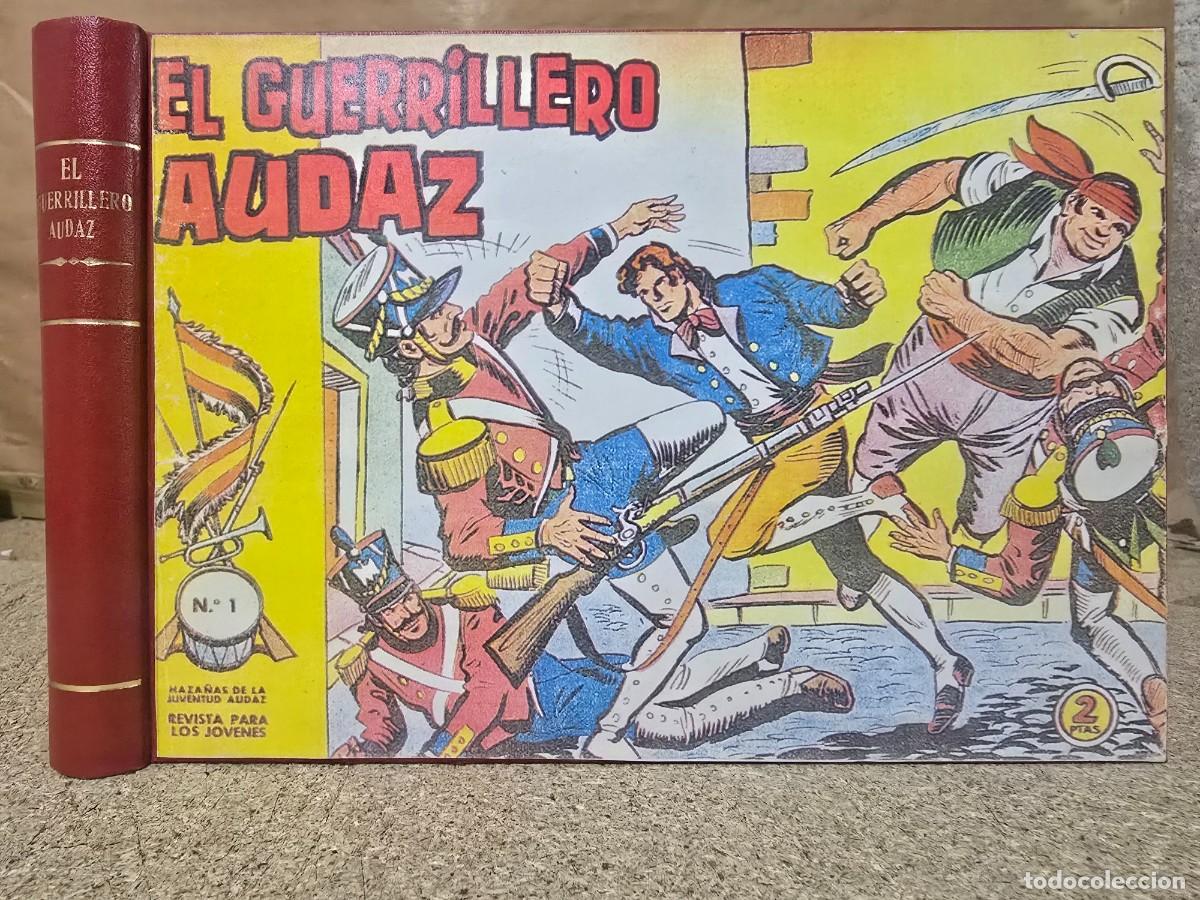 EL
GUERRILLERO
AUDAZ
EL GUERRiLLERO
AUDAZ
N.º 1
HAZAÑAS DE LA
JUVENTUD AUDAZ
REVISTA PARA
LOS JOVENES
2
PTAS
todocoleccion